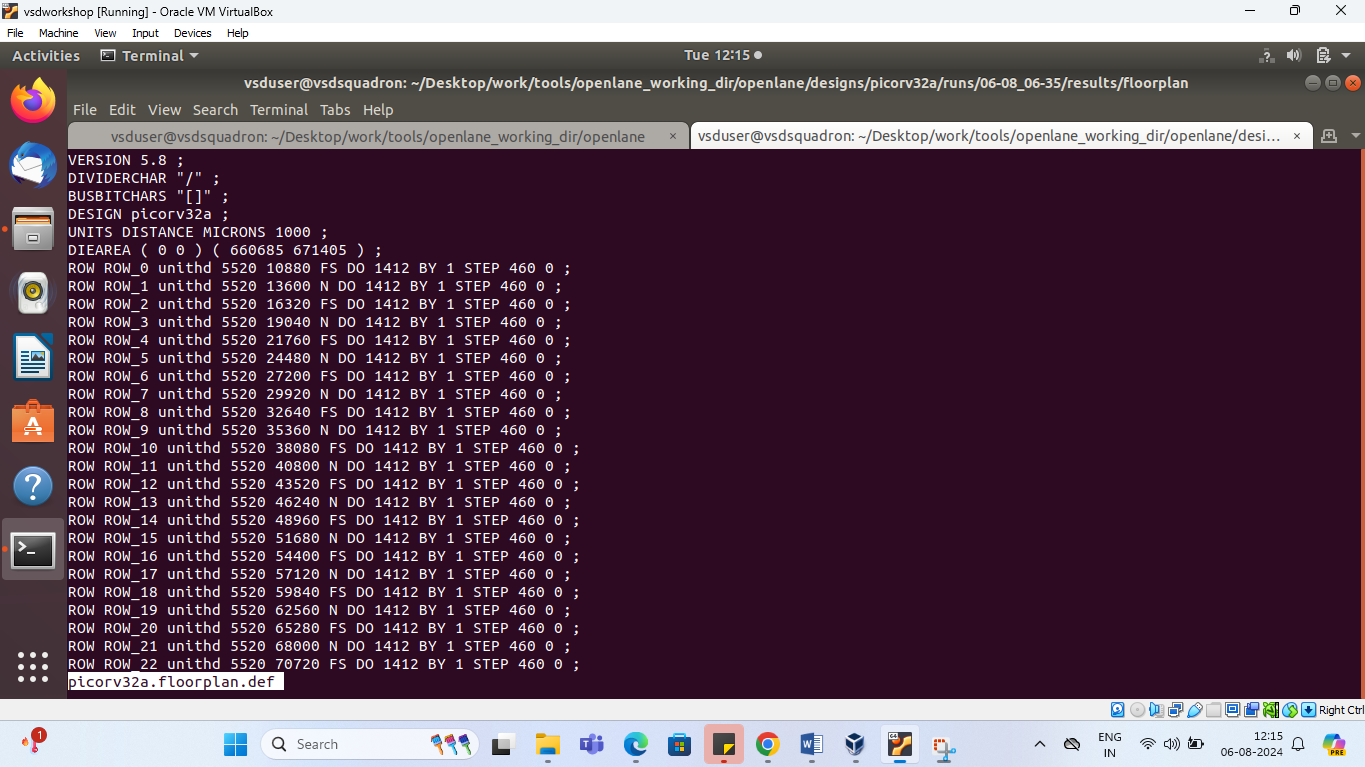 vsdworkshop [Running] - Oracle VM VirtualBox
File Machine View Input Devices Help
Activities Terminal Tue 12:15
vsduser@vsdsquadron: ~/Desktop/work/tools/openlane_working_dir/openlane/designs/picorv32a/runs/06-08_06-35/results/floorplan
File Edit View Search Terminal Tabs Help
vsduser@vsdsquadron: ~/Desktop/work/tools/openlane_working_dir/openlane × vsduser@vsdsquadron: ~/Desktop/work/tools/openlane_working_dir/openlane/desi... ×
VERSION 5.8 ;
DIVIDERCHAR "/" ;
BUSBITCHARS "[]" ;
DESIGN picorv32a ;
UNITS DISTANCE MICRONS 1000 ;
DIEAREA ( 0 0 ) ( 660685 671405 ) ;
ROW ROW_0 unithd 5520 10880 FS DO 1412 BY 1 STEP 460 0 ;
ROW ROW_1 unithd 5520 13600 N DO 1412 BY 1 STEP 460 0 ;
ROW ROW_2 unithd 5520 16320 FS DO 1412 BY 1 STEP 460 0 ;
ROW ROW_3 unithd 5520 19040 N DO 1412 BY 1 STEP 460 0 ;
ROW ROW_4 unithd 5520 21760 FS DO 1412 BY 1 STEP 460 0 ;
ROW ROW_5 unithd 5520 24480 N DO 1412 BY 1 STEP 460 0 ;
ROW ROW_6 unithd 5520 27200 FS DO 1412 BY 1 STEP 460 0 ;
ROW ROW_7 unithd 5520 29920 N DO 1412 BY 1 STEP 460 0 ;
ROW ROW_8 unithd 5520 32640 FS DO 1412 BY 1 STEP 460 0 ;
ROW ROW_9 unithd 5520 35360 N DO 1412 BY 1 STEP 460 0 ;
ROW ROW_10 unithd 5520 38080 FS DO 1412 BY 1 STEP 460 0 ;
ROW ROW_11 unithd 5520 40800 N DO 1412 BY 1 STEP 460 0 ;
ROW ROW_12 unithd 5520 43520 FS DO 1412 BY 1 STEP 460 0 ;
ROW ROW_13 unithd 5520 46240 N DO 1412 BY 1 STEP 460 0 ;
ROW ROW_14 unithd 5520 48960 FS DO 1412 BY 1 STEP 460 0 ;
ROW ROW_15 unithd 5520 51680 N DO 1412 BY 1 STEP 460 0 ;
ROW ROW_16 unithd 5520 54400 FS DO 1412 BY 1 STEP 460 0 ;
ROW ROW_17 unithd 5520 57120 N DO 1412 BY 1 STEP 460 0 ;
ROW ROW_18 unithd 5520 59840 FS DO 1412 BY 1 STEP 460 0 ;
ROW ROW_19 unithd 5520 62560 N DO 1412 BY 1 STEP 460 0 ;
ROW ROW_20 unithd 5520 65280 FS DO 1412 BY 1 STEP 460 0 ;
ROW ROW_21 unithd 5520 68000 N DO 1412 BY 1 STEP 460 0 ;
ROW ROW_22 unithd 5520 70720 FS DO 1412 BY 1 STEP 460 0 ;
picorv32a.floorplan.def
Right Ctrl
1 Search ENG 12:15
IN 06-08-2024 PRE